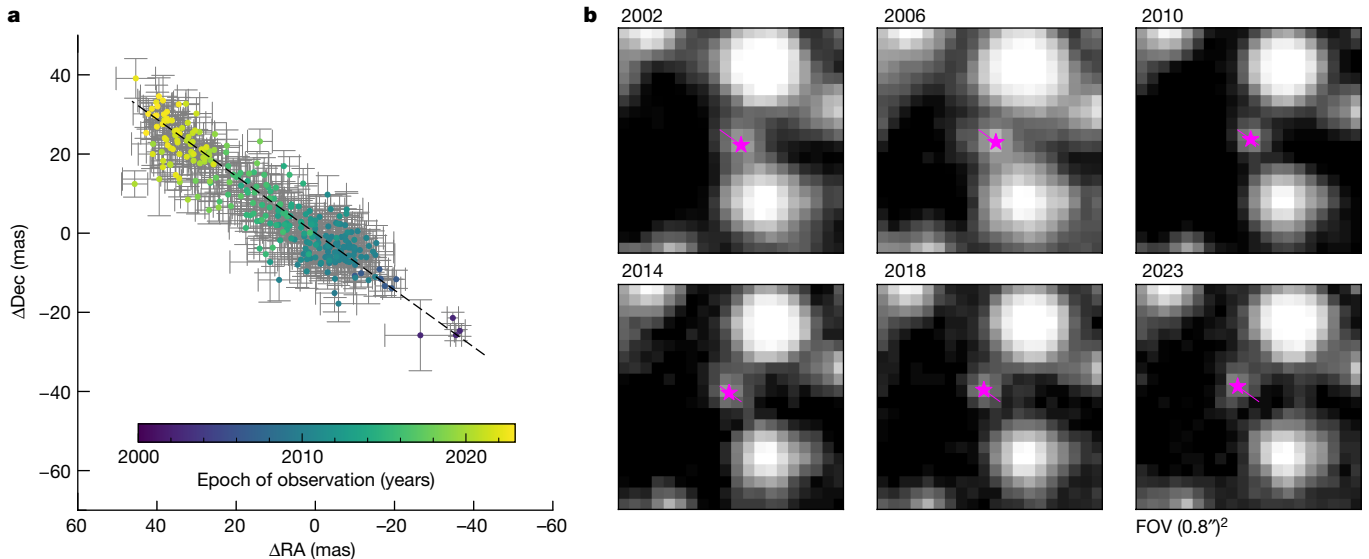 a
ΔDec (mas)
40
20
0
−20
−40
−60
2000 2010 2020
Epoch of observation (years)
60 40 20 0 −20 −40 −60
ΔRA (mas)
b
2002 2006 2010
2014 2018 2023
FOV (0.8″)²